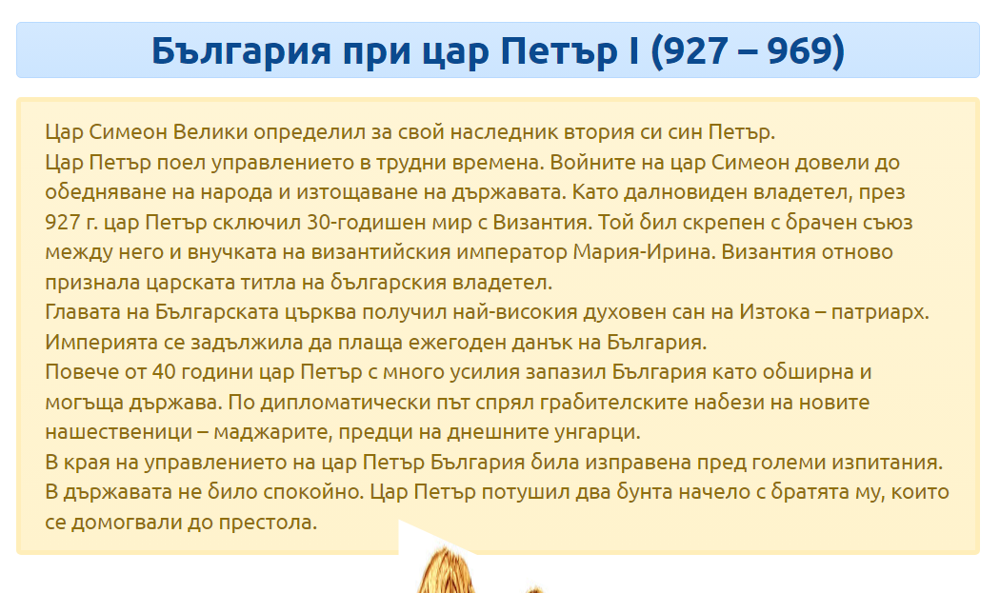 България при цар Петър I (927 – 969)
Цар Симеон Велики определил за свой наследник втория си син Петър.
Цар Петър поел управлението в трудни времена. Войните на цар Симеон довели до
обедняване на народа и изтощаване на държавата. Като далновиден владетел, през
927 г. цар Петър сключил 30-годишен мир с Византия. Той бил скрепен с брачен съюз
между него и внучката на византийския император Мария-Ирина. Византия отново
признала царската титла на българския владетел.
Главата на Българската църква получил най-високия духовен сан на Изтока – патриарх.
Империята се задължила да плаща ежегоден данък на България.
Повече от 40 години цар Петър с много усилия запазил България като обширна и
могъща държава. По дипломатически път спрял грабителските набези на новите
нашественици – маджарите, предци на днешните унгарци.
В края на управлението на цар Петър България била изправена пред големи изпитания.
В държавата не било спокойно. Цар Петър потушил два бунта начело с братята му, които
се домогвали до престола.